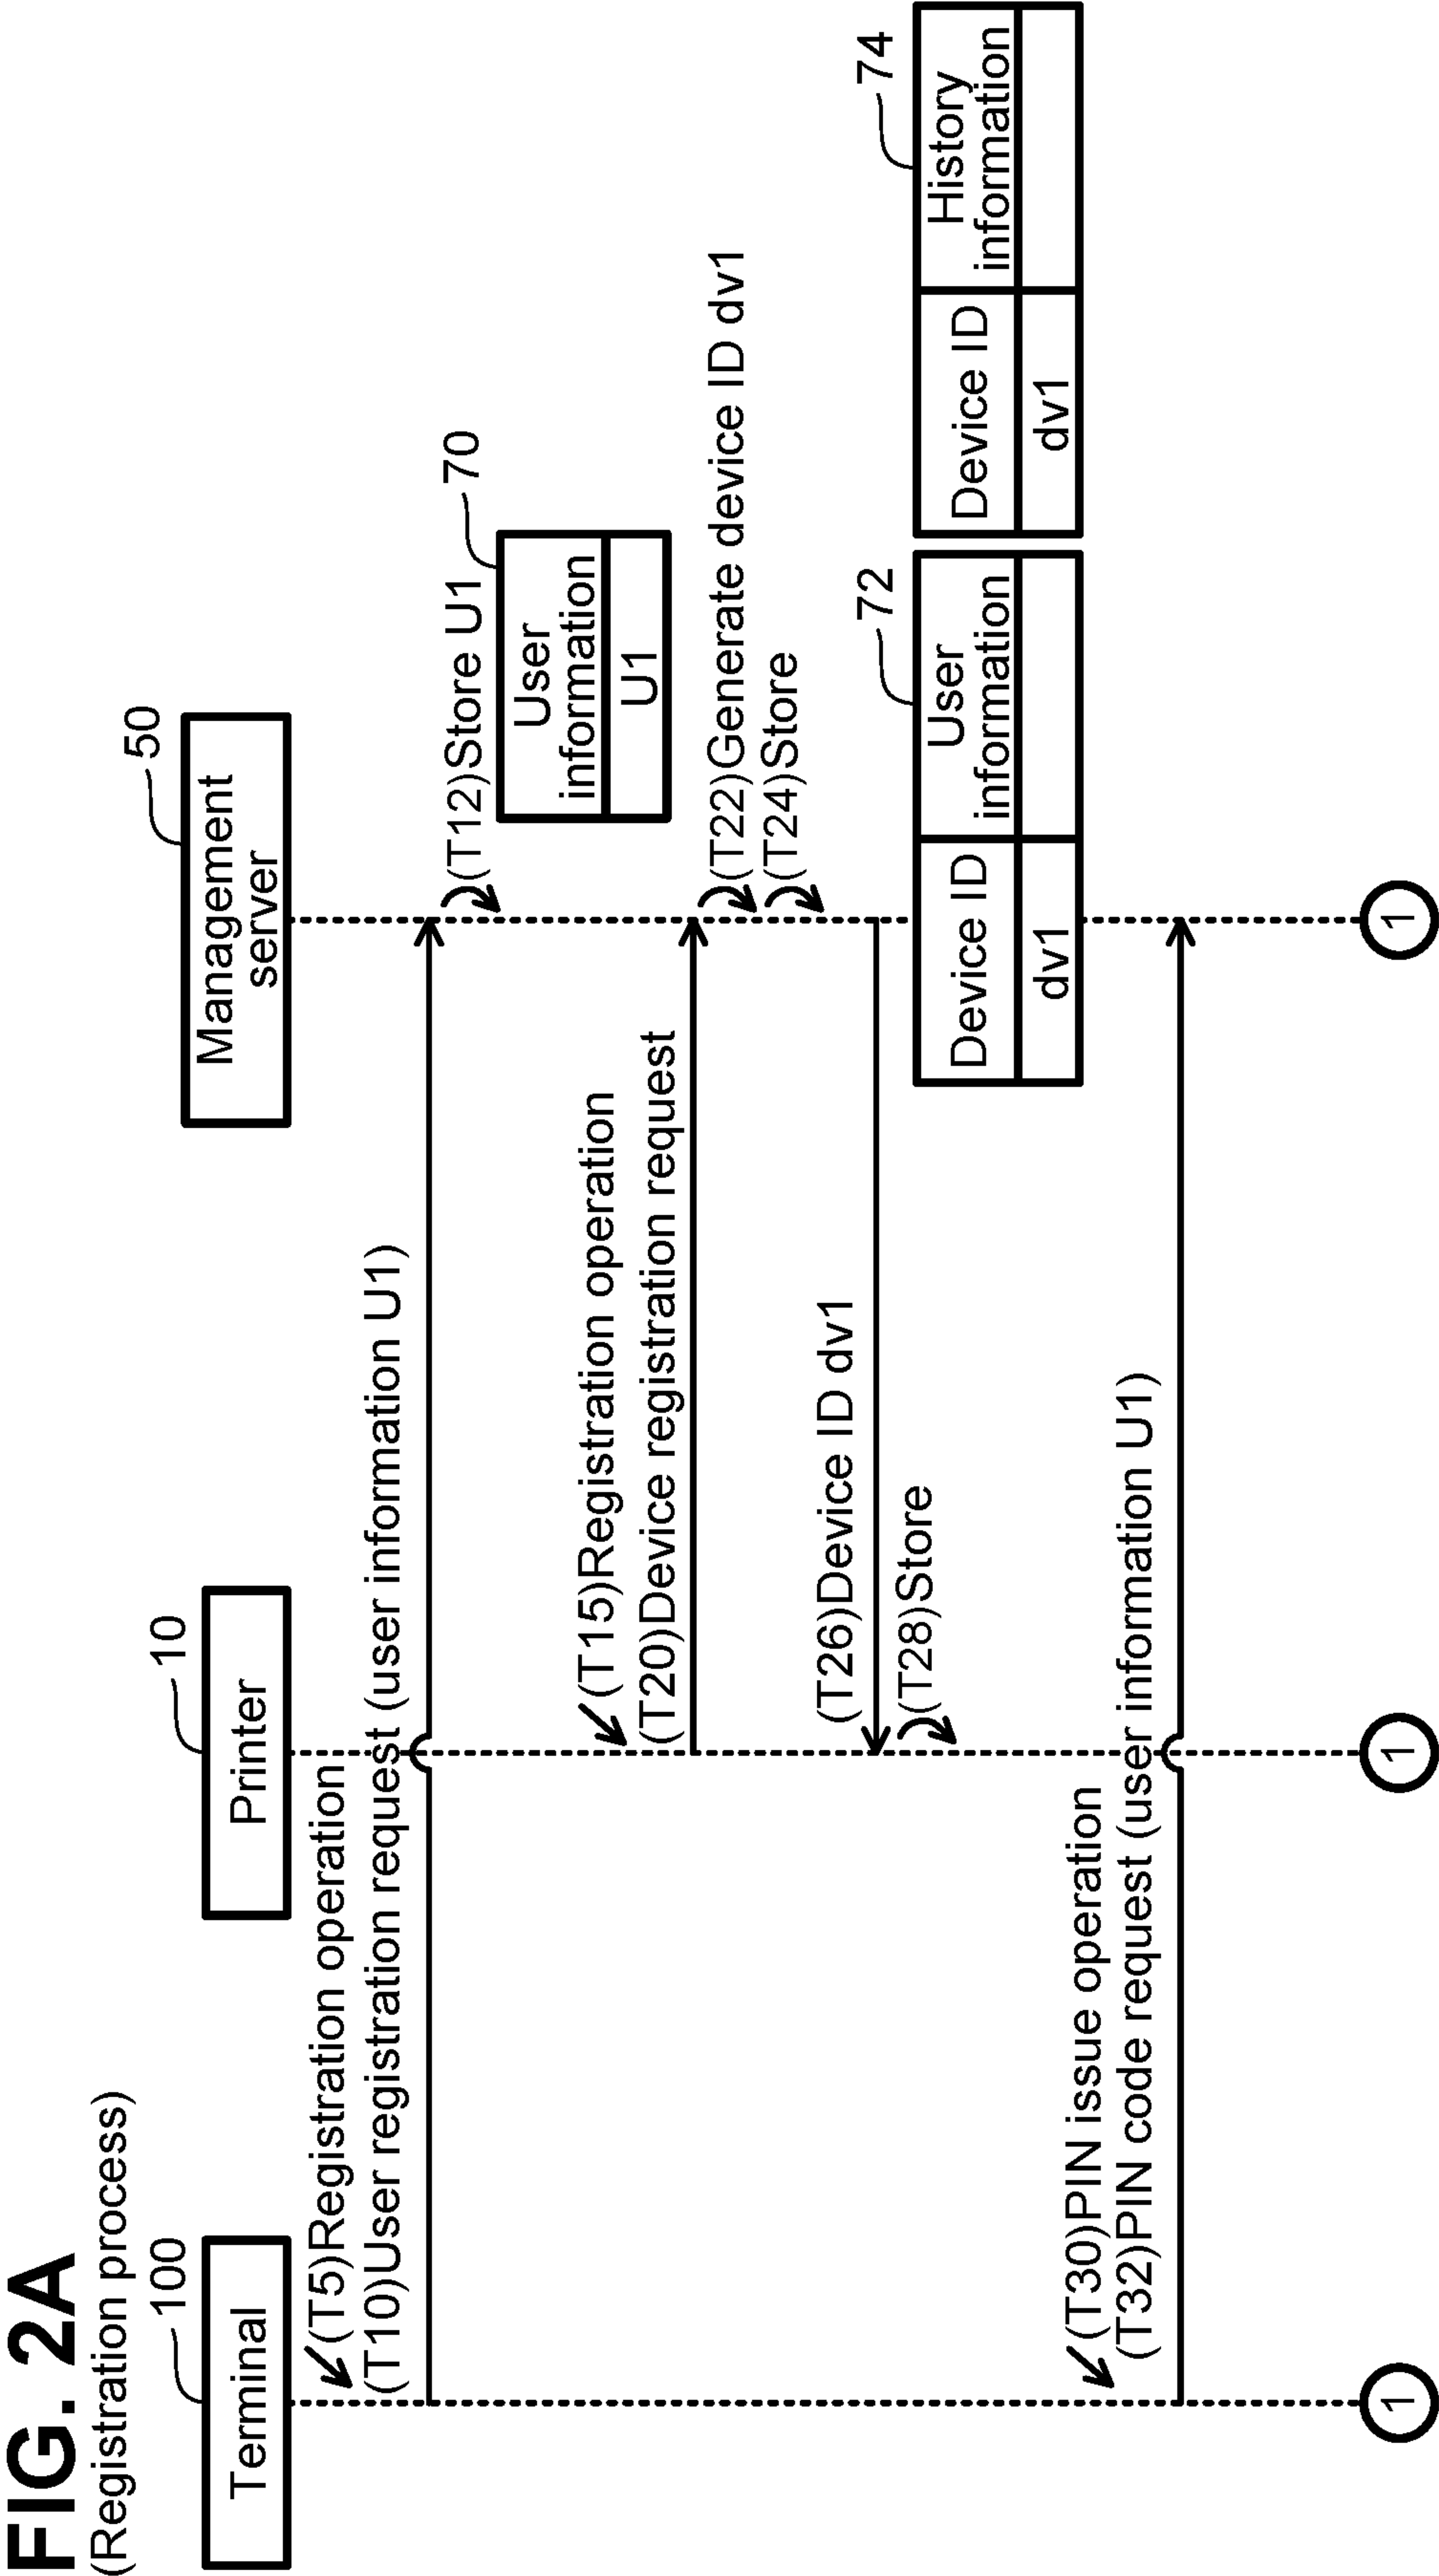 FIG. 2A
(Registration process)
100
10
50
Terminal
Printer
Management
server
(T5)Registration operation
(T10)User registration request (user information U1)
(T12)Store U1
70
User
information
U1
(T15)Registration operation
(T20)Device registration request
(T22)Generate device ID dv1
(T24)Store
(T26)Device ID dv1
(T28)Store
72
74
Device ID
User
information
dv1
Device ID
History
information
dv1
(T30)PIN issue operation
(T32)PIN code request (user information U1)
1
1
1